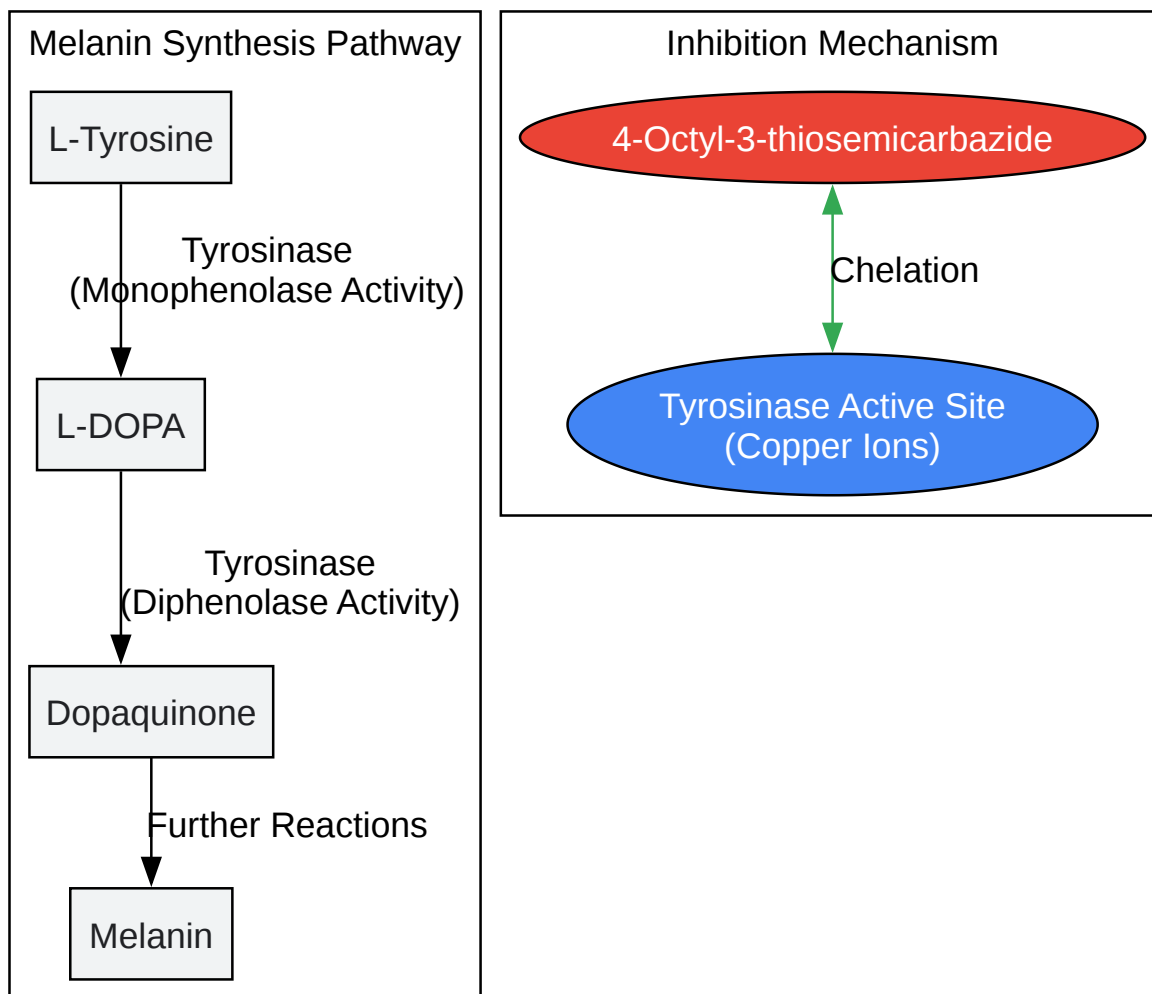 Melanin Synthesis Pathway
L-Tyrosine
Tyrosinase
(Monophenolase Activity)
L-DOPA
Tyrosinase
(Diphenolase Activity)
Dopaquinone
Further Reactions
Melanin
Inhibition Mechanism
4-Octyl-3-thiosemicarbazide
Chelation
Tyrosinase Active Site
(Copper Ions)